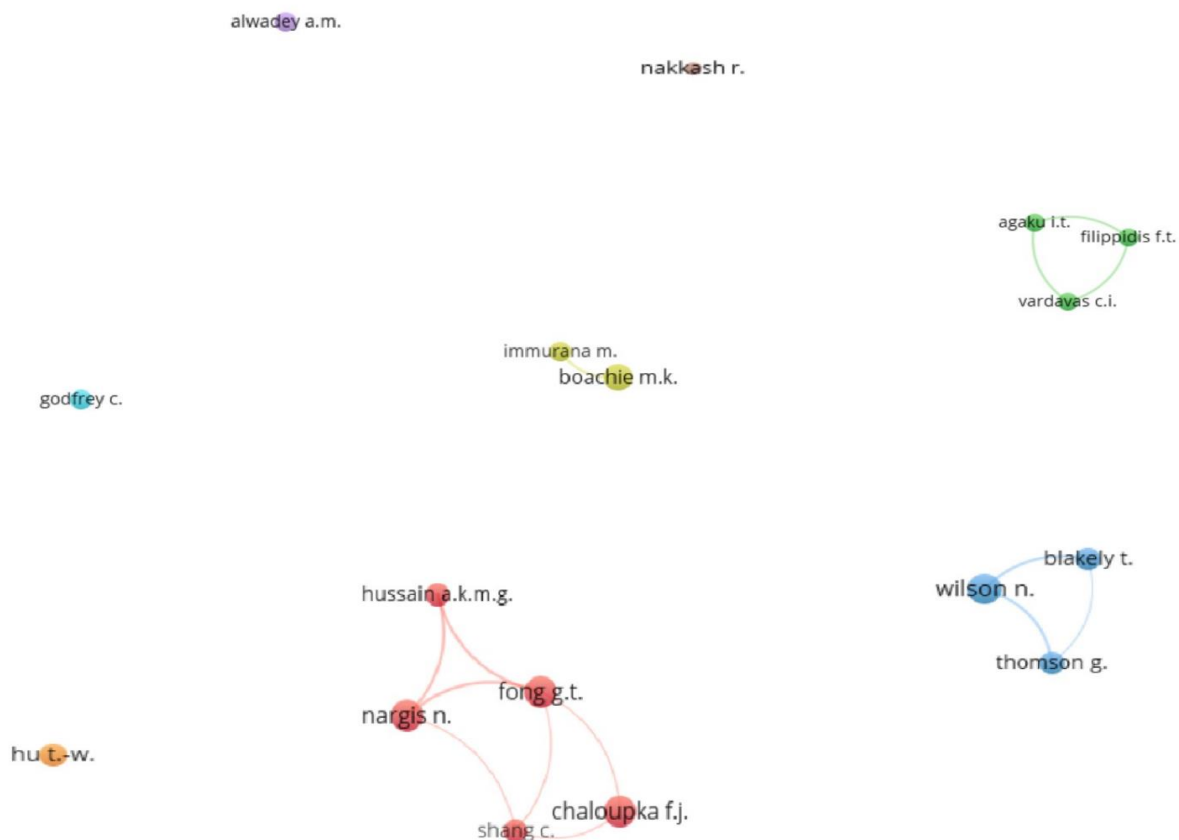 alwadey a.m.
nakkash r.
agaku i.t.
filippidis f.t.
vardavas c.i.
immurana m.
boachie m.k.
godfrey c.
blakely t.
wilson n.
hussain a.k.m.g.
thomson g.
fong g.t.
nargis n.
hu t.-w.
chaloupka f.j.
shang c.